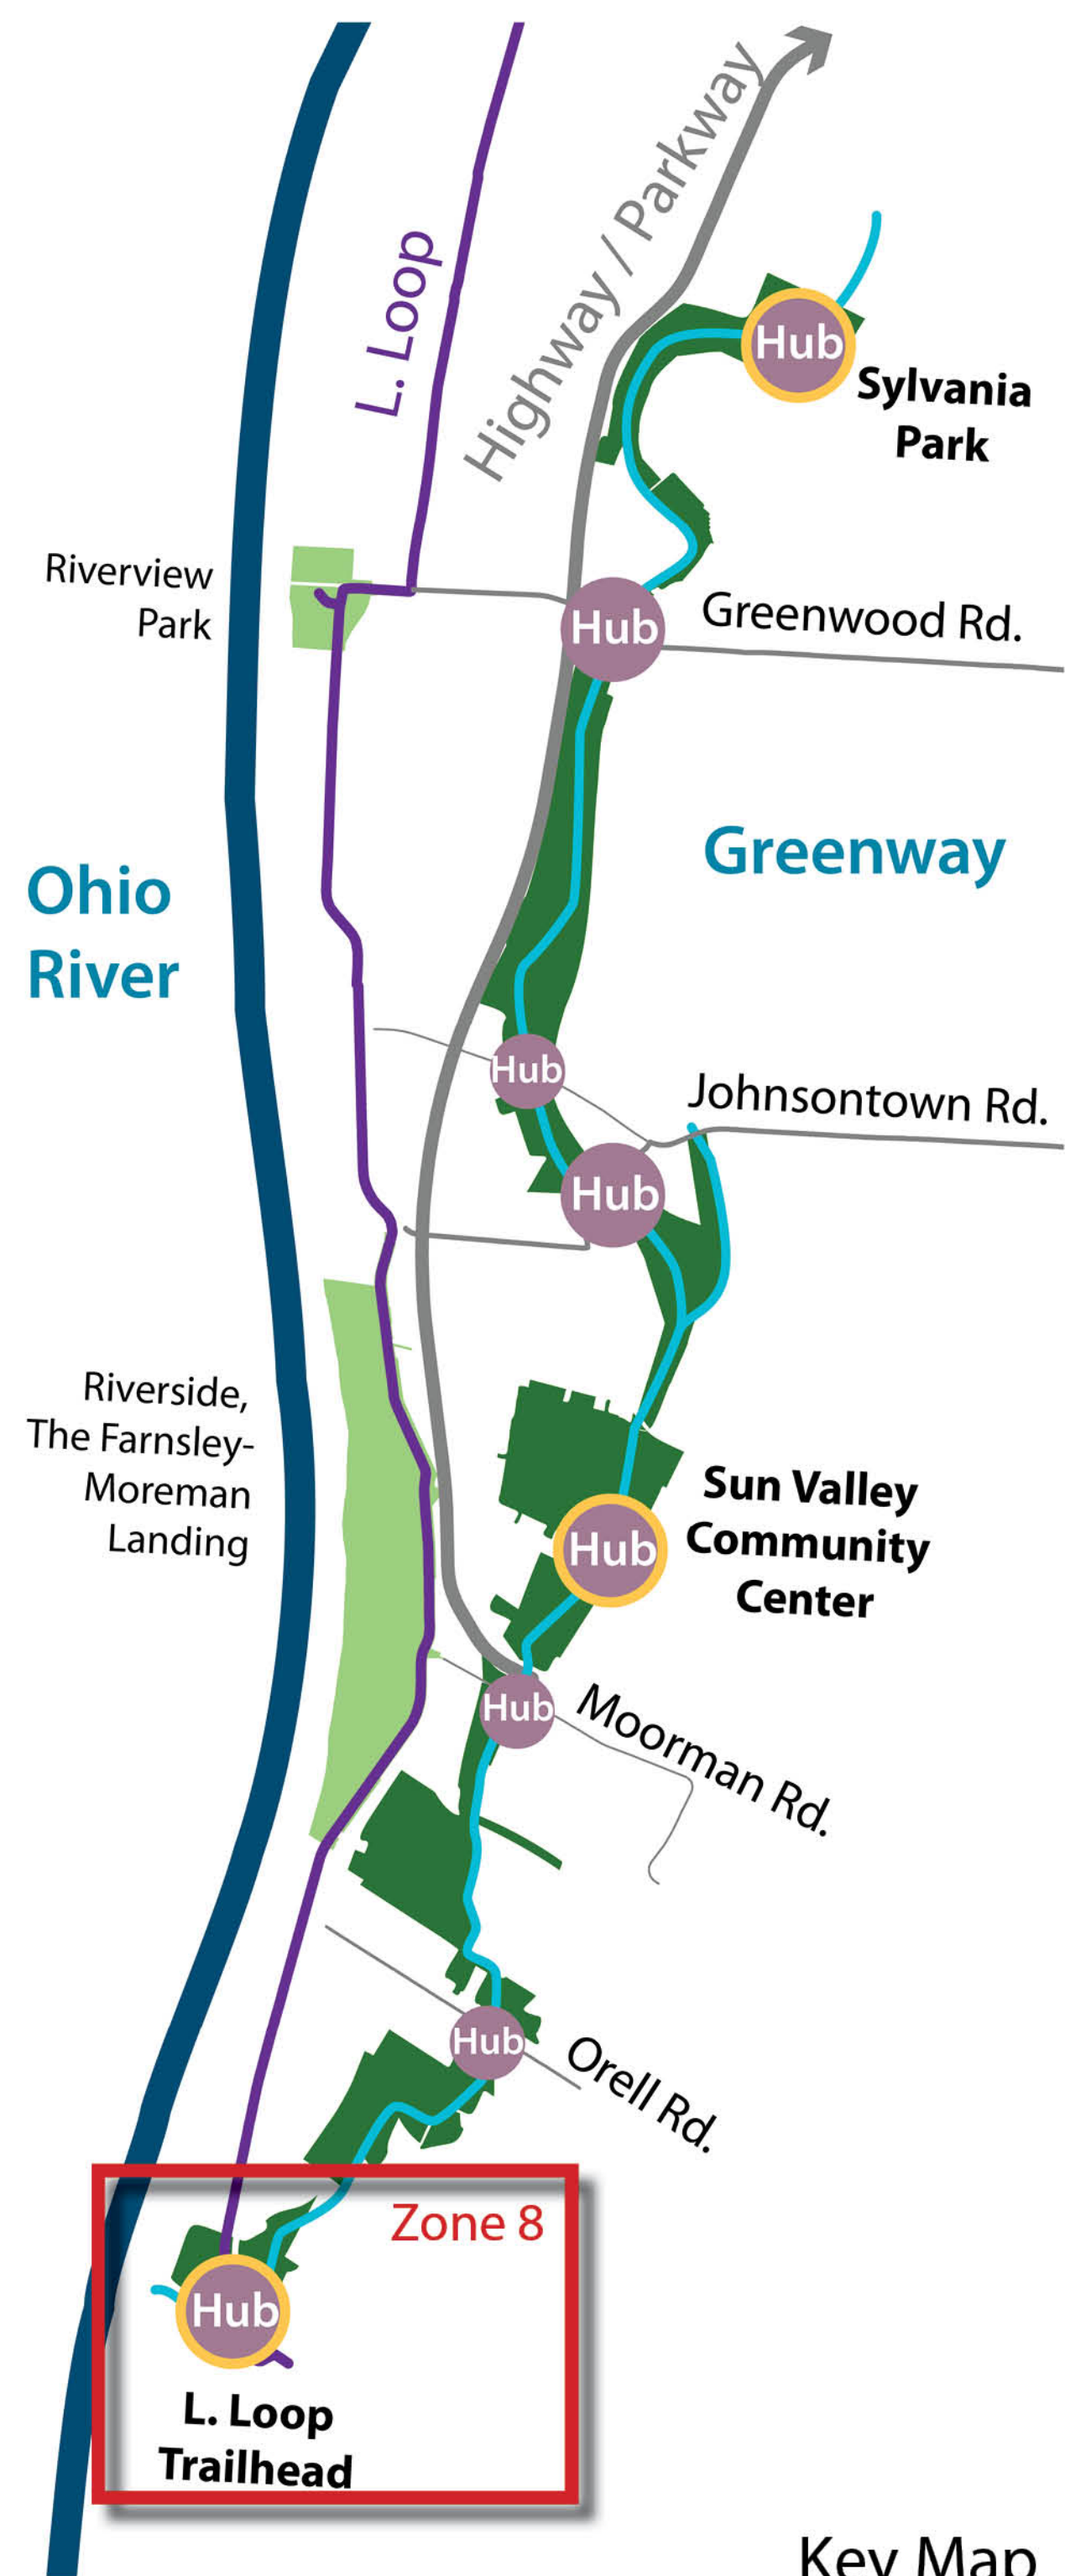 L. Loop
Highway / Parkway
Hub
Sylvania
Park
Riverview
Park
Hub
Greenwood Rd.
Greenway
Ohio
River
Hub
Johnsontown Rd.
Hub
Riverside,
The Farnsley-
Moreman
Landing
Sun Valley
Community
Center
Hub
Hub
Moorman Rd.
Hub
Orell Rd.
Zone 8
Hub
L. Loop
Trailhead
Key Map